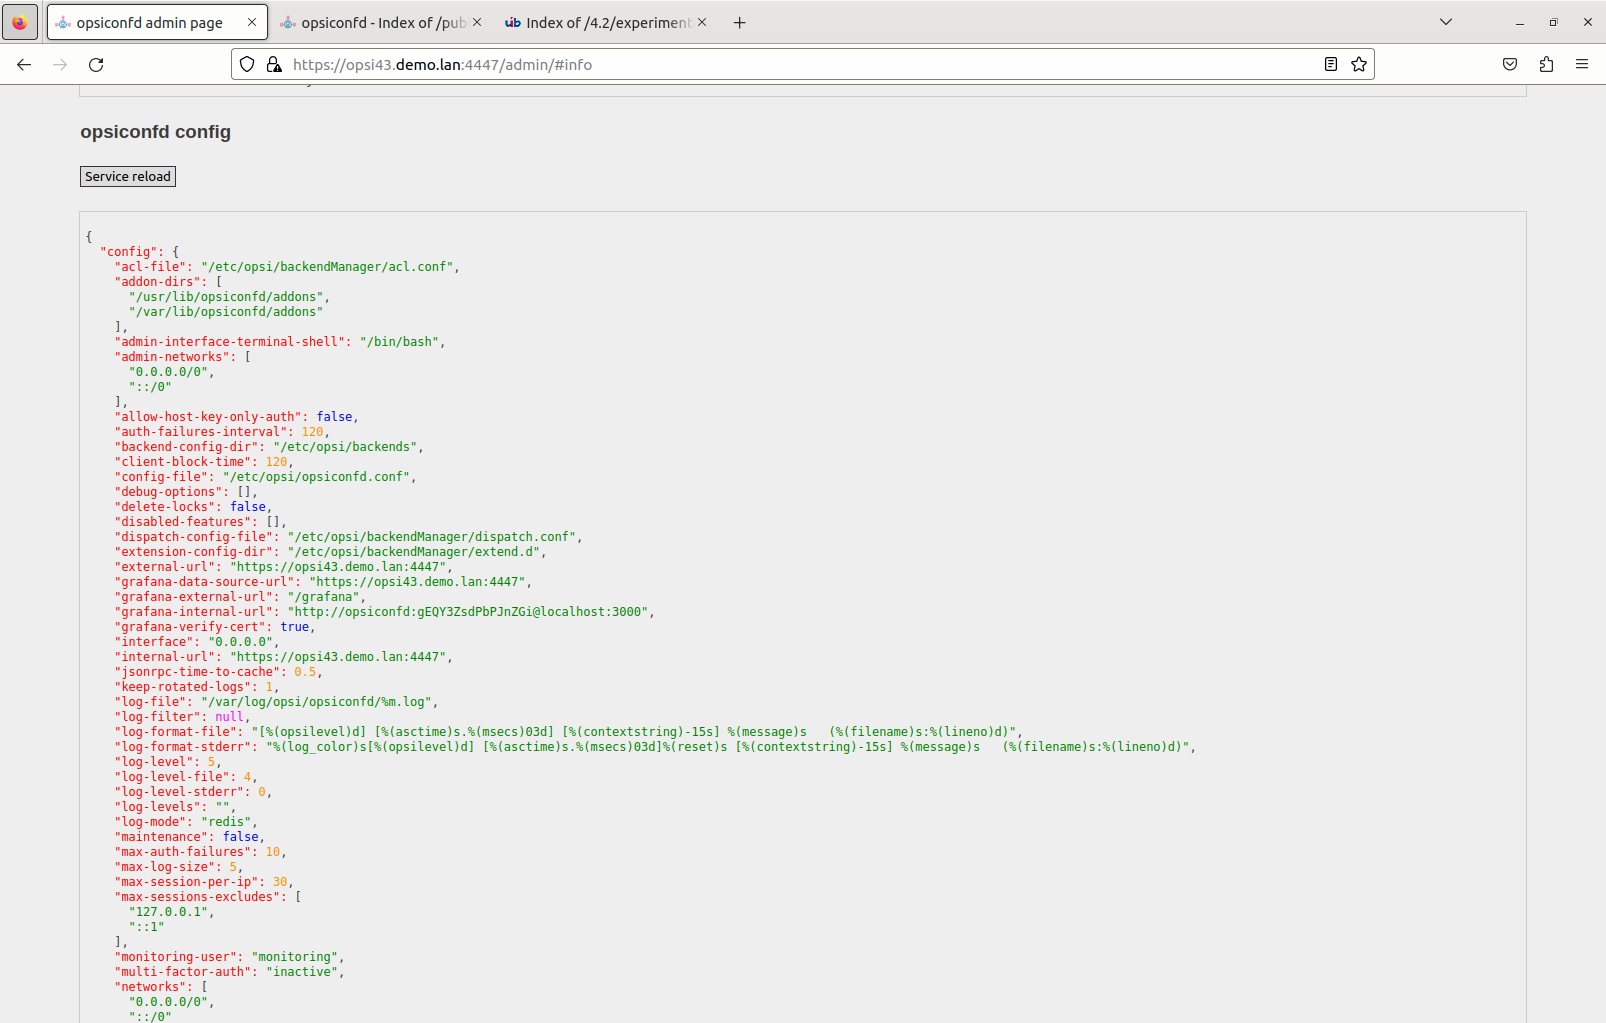 opsiconfd admin page
opsiconfd - Index of /pub
Index of /4.2/experiment
https://opsi43.demo.lan:4447/admin/#info
opsiconfd config
Service reload
{
"config": {
"acl-file": "/etc/opsi/backendManager/acl.conf",
"addon-dirs": [
"/usr/lib/opsiconfd/addons",
"/var/lib/opsiconfd/addons"
],
"admin-interface-terminal-shell": "/bin/bash",
"admin-networks": [
"0.0.0.0/0",
"::/0"
],
"allow-host-key-only-auth": false,
"auth-failures-interval": 120,
"backend-config-dir": "/etc/opsi/backends",
"client-block-time": 120,
"config-file": "/etc/opsi/opsiconfd.conf",
"debug-options": [],
"delete-locks": false,
"disabled-features": [],
"dispatch-config-file": "/etc/opsi/backendManager/dispatch.conf",
"extension-config-dir": "/etc/opsi/backendManager/extend.d",
"external-url": "https://opsi43.demo.lan:4447",
"grafana-data-source-url": "https://opsi43.demo.lan:4447",
"grafana-external-url": "/grafana",
"grafana-internal-url": "http://opsiconfd:gEQY3ZsdPbPJnZGi@localhost:3000",
"grafana-verify-cert": true,
"interface": "0.0.0.0",
"internal-url": "https://opsi43.demo.lan:4447",
"jsonrpc-time-to-cache": 0.5,
"keep-rotated-logs": 1,
"log-file": "/var/log/opsi/opsiconfd/%m.log",
"log-filter": null,
"log-format-file": "[%(opsilevel)d] [%(asctime)s.%(msecs)03d] [%(contextstring)-15s] %(message)s   (%(filename)s:%(lineno)d)",
"log-format-stderr": "%(log_color)s[%(opsilevel)d] [%(asctime)s.%(msecs)03d]%(reset)s [%(contextstring)-15s] %(message)s   (%(filename)s:%(lineno)d)",
"log-level": 5,
"log-level-file": 4,
"log-level-stderr": 0,
"log-levels": "",
"log-mode": "redis",
"maintenance": false,
"max-auth-failures": 10,
"max-log-size": 5,
"max-session-per-ip": 30,
"max-sessions-excludes": [
"127.0.0.1",
"::1"
],
"monitoring-user": "monitoring",
"multi-factor-auth": "inactive",
"networks": [
"0.0.0.0/0",
"::/0"